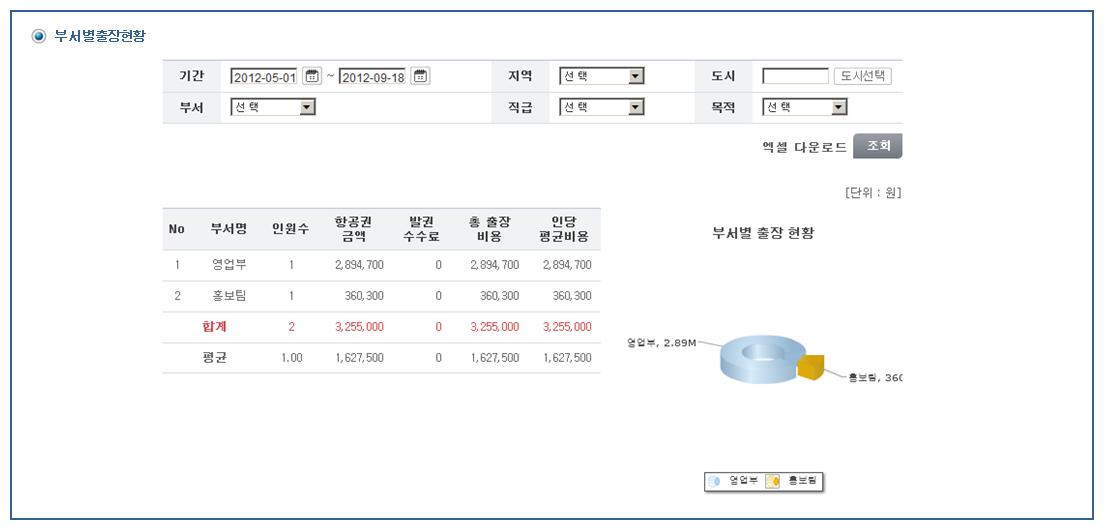 부서별출장현황
기간 2012-05-01 ~ 2012-09-18 지역 선택 도시 도시선택
부서 선택 직급 선택 목적 선택
엑셀 다운로드 조회
[단위 : 원]
No 부서명 인원수 항공권 금액 발권 수수료 총 출장 비용 인당 평균비용
1 영업부 1 2,894,700 0 2,894,700 2,894,700
2 홍보팀 1 360,300 0 360,300 360,300
합계 2 3,255,000 0 3,255,000 3,255,000
평균 1.00 1,627,500 0 1,627,500 1,627,500
부서별 출장 현황
영업부, 2.89M
홍보팀, 360
영업부 홍보팀